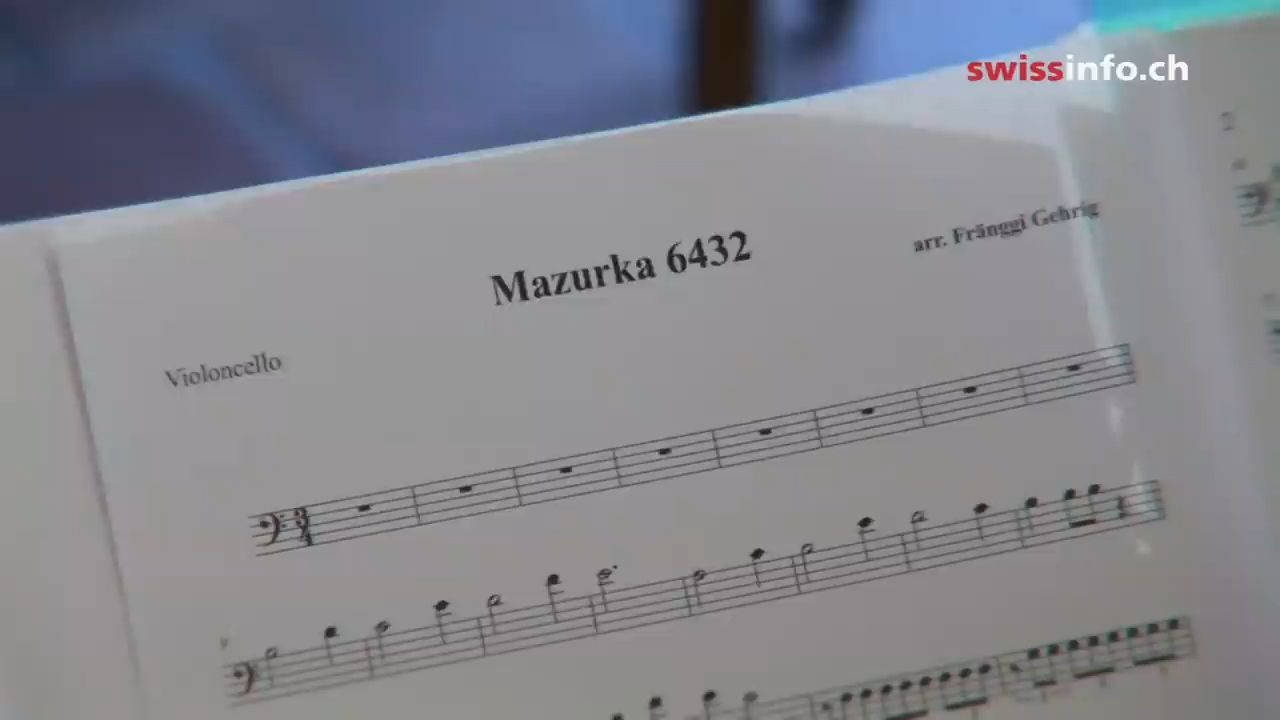 swissinfo.ch
Mazurka 6432
arr. Fränggi Gehrig
Violoncello